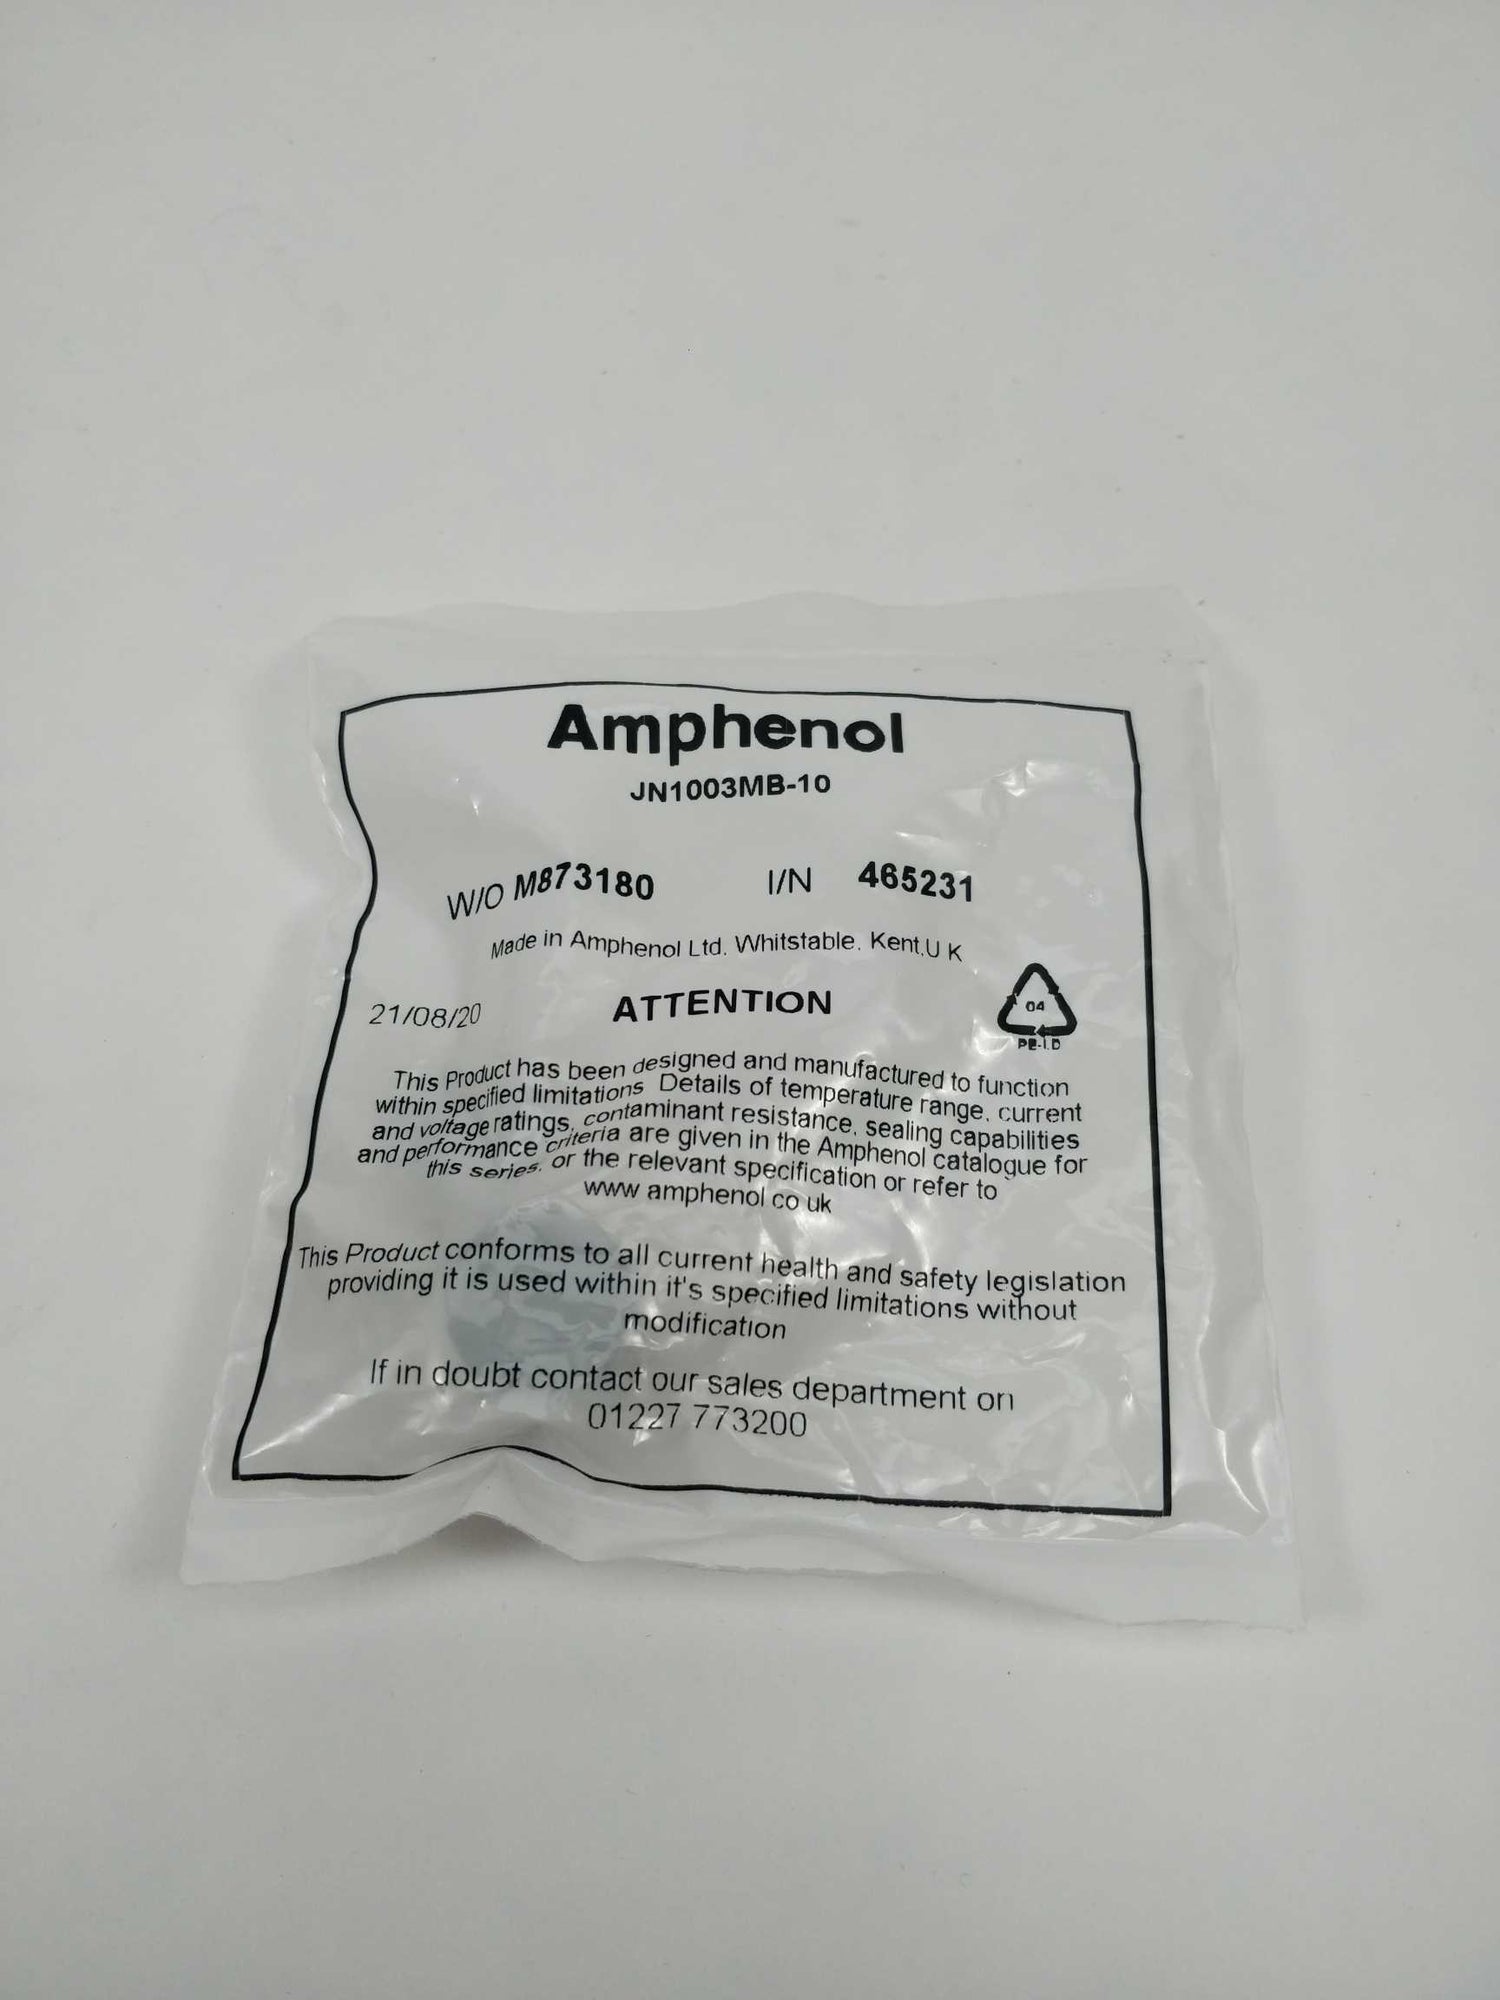 Amphenol
JN1003MB-10
W/O M873180 I/N 465231
Made in Amphenol Ltd. Whitstable. Kent.U K
21/08/20 ATTENTION
04
PE-LD
This Product has been designed and manufactured to function
within specified limitations Details of temperature range, current
and voltage ratings, contaminant resistance, sealing capabilities
and performance criteria are given in the Amphenol catalogue for
this series, or the relevant specification or refer to
www amphenol co uk
This Product conforms to all current health and safety legislation
providing it is used within it's specified limitations without
modification
If in doubt contact our sales department on
01227 773200